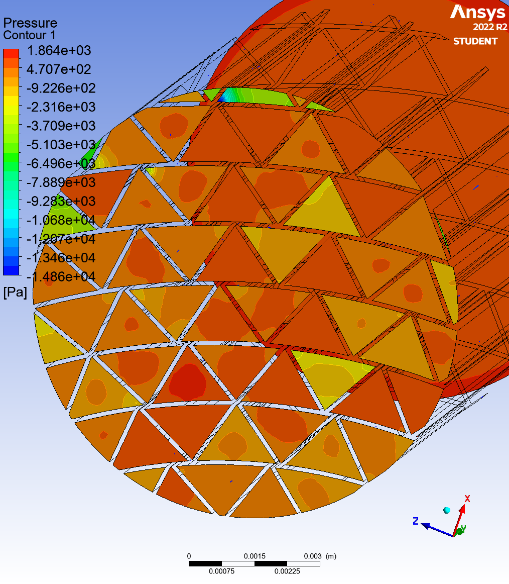 Ansys
2022 R2
STUDENT
Pressure
Contour 1
1.864e+03
4.707e+02
-9.226e+02
-2.316e+03
-3.709e+03
-5.103e+03
-6.496e+03
-7.889e+03
-9.283e+03
-1.068e+04
-1.207e+04
-1.346e+04
-1.486e+04
[Pa]
X
Z
Y
0 0.0015 0.003 (m)
0.00075 0.00225